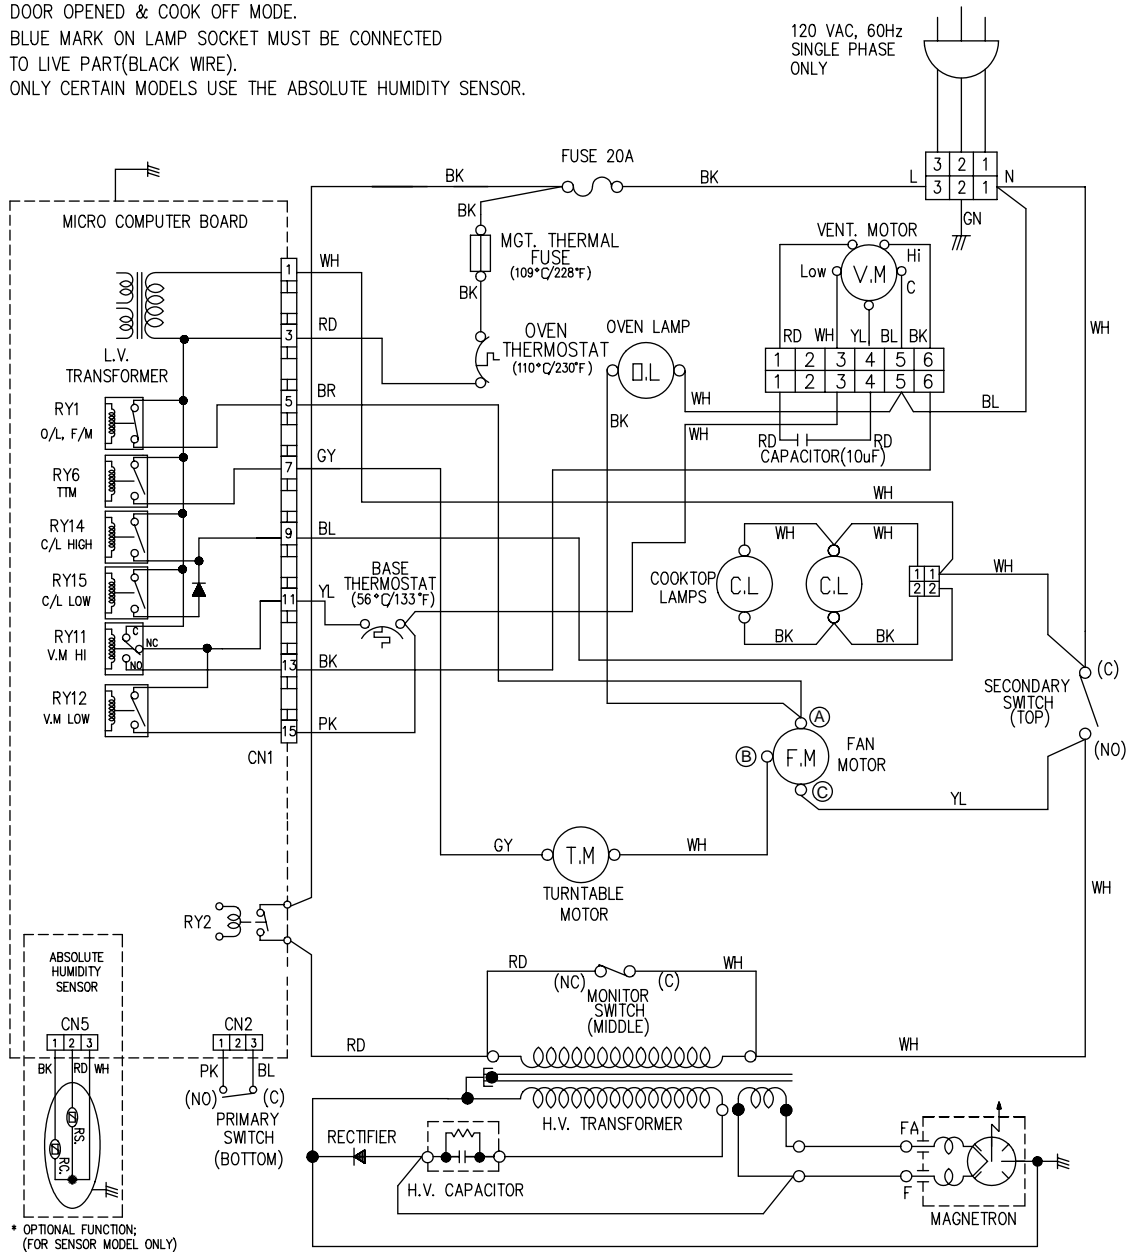 DOOR OPENED & COOK OFF MODE.
BLUE MARK ON LAMP SOCKET MUST BE CONNECTED
TO LIVE PART(BLACK WIRE).
ONLY CERTAIN MODELS USE THE ABSOLUTE HUMIDITY SENSOR.
120 VAC, 60Hz
SINGLE PHASE
ONLY
FUSE 20A
3 2 1
3 2 1
L
N
BK
BK
GN
MICRO COMPUTER BOARD
BK
MGT. THERMAL
FUSE
(109°C/228°F)
BK
VENT. MOTOR
Hi
Low
V.M
C
1
WH
3
RD
L.V.
TRANSFORMER
OVEN
THERMOSTAT
(110°C/230°F)
OVEN LAMP
O.L
WH
BK
RD WH YL BL BK
1 2 3 4 5 6
1 2 3 4 5 6
WH
BL
WH
RD
RD
CAPACITOR(10uF)
RY1
O/L, F/M
5
BR
RY6
TTM
7
GY
WH
RY14
C/L HIGH
9
BL
WH
WH
COOKTOP
LAMPS
C.L
C.L
1 1
2 2
WH
BK
BK
RY15
C/L LOW
BASE
THERMOSTAT
(56°C/133°F)
11
YL
RY11
V.M HI
C
NC
NO
13
BK
RY12
V.M LOW
15
PK
CN1
(C)
SECONDARY
SWITCH
(TOP)
(NO)
A
B
F.M
C
FAN
MOTOR
YL
GY
T.M
WH
TURNTABLE
MOTOR
WH
RY2
ABSOLUTE
HUMIDITY
SENSOR
CN5
1 2 3
BK
RD
WH
RS.
RC.
CN2
1 2 3
PK
BL
(NO)
(C)
PRIMARY
SWITCH
(BOTTOM)
RD
WH
(NC)
(C)
MONITOR
SWITCH
(MIDDLE)
RD
WH
H.V. TRANSFORMER
RECTIFIER
H.V. CAPACITOR
FA
F
MAGNETRON
* OPTIONAL FUNCTION;
(FOR SENSOR MODEL ONLY)